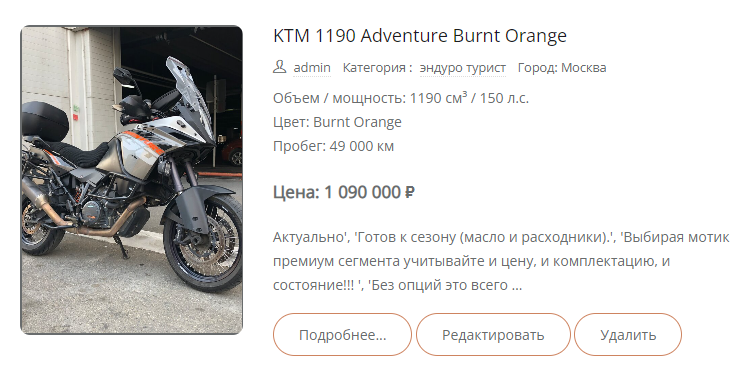 KTM 1190 Adventure Burnt Orange
admin Категория : эндуро турист Город: Москва
Объем / мощность: 1190 см³ / 150 л.с.
Цвет: Burnt Orange
Пробег: 49 000 км
Цена: 1 090 000 ₽
Актуально', 'Готов к сезону (масло и расходники).', 'Выбирая мотик
премиум сегмента учитывайте и цену, и комплектацию, и
состояние!!! ', 'Без опций это всего ...
Подробнее... Редактировать Удалить